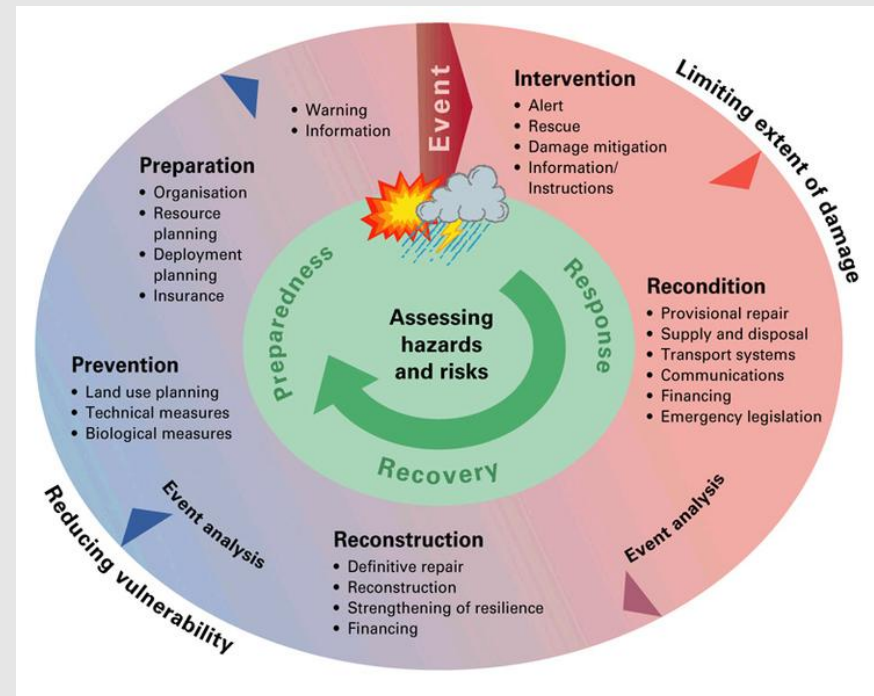 Event
Intervention
• Alert
• Rescue
• Damage mitigation
• Information/
Instructions
Limiting extent of damage
Recondition
• Provisional repair
• Supply and disposal
• Transport systems
• Communications
• Financing
• Emergency legislation
Event analysis
Reconstruction
• Definitive repair
• Reconstruction
• Strengthening of resilience
• Financing
Event analysis
Reducing vulnerability
Prevention
• Land use planning
• Technical measures
• Biological measures
Preparation
• Organisation
• Resource
planning
• Deployment
planning
• Insurance
• Warning
• Information
Assessing
hazards
and risks
Response
Recovery
Preparedness